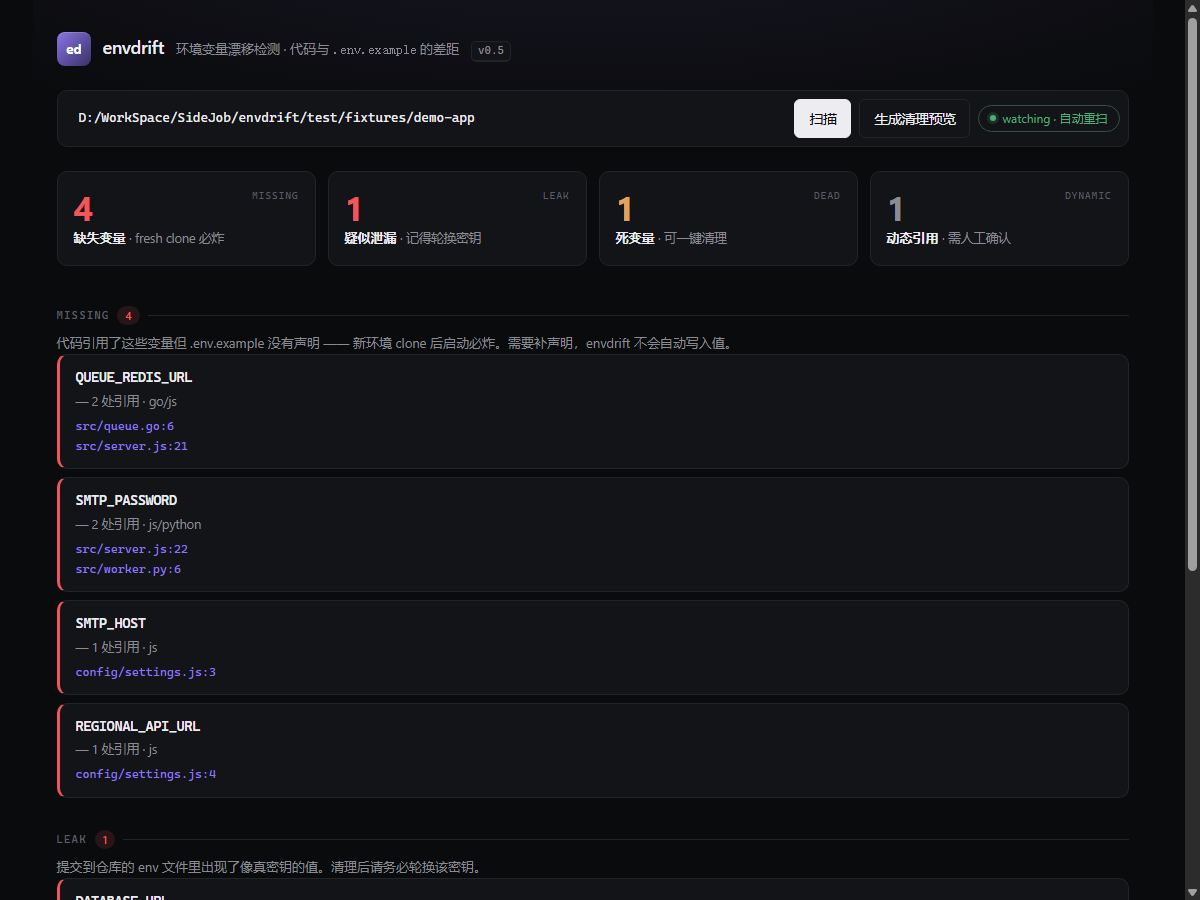 ed envdrift 环境变量漂移检测 · 代码与 .env.example 的差距 v0.5
D:/WorkSpace/SideJob/envdrift/test/fixtures/demo-app 扫描 生成清理预览 watching · 自动重扫
4 MISSING
缺失变量 · fresh clone 必炸
1 LEAK
疑似泄漏 · 记得轮换密钥
1 DEAD
死变量 · 可一键清理
1 DYNAMIC
动态引用 · 需人工确认
MISSING 4
代码引用了这些变量但 .env.example 没有声明 —— 新环境 clone 后启动必炸。需要补声明，envdrift 不会自动写入值。
QUEUE_REDIS_URL
— 2 处引用 · go/js
src/queue.go:6
src/server.js:21
SMTP_PASSWORD
— 2 处引用 · js/python
src/server.js:22
src/worker.py:6
SMTP_HOST
— 1 处引用 · js
config/settings.js:3
REGIONAL_API_URL
— 1 处引用 · js
config/settings.js:4
LEAK 1
提交到仓库的 env 文件里出现了像真密钥的值。清理后请务必轮换该密钥。
DATABASE_URL